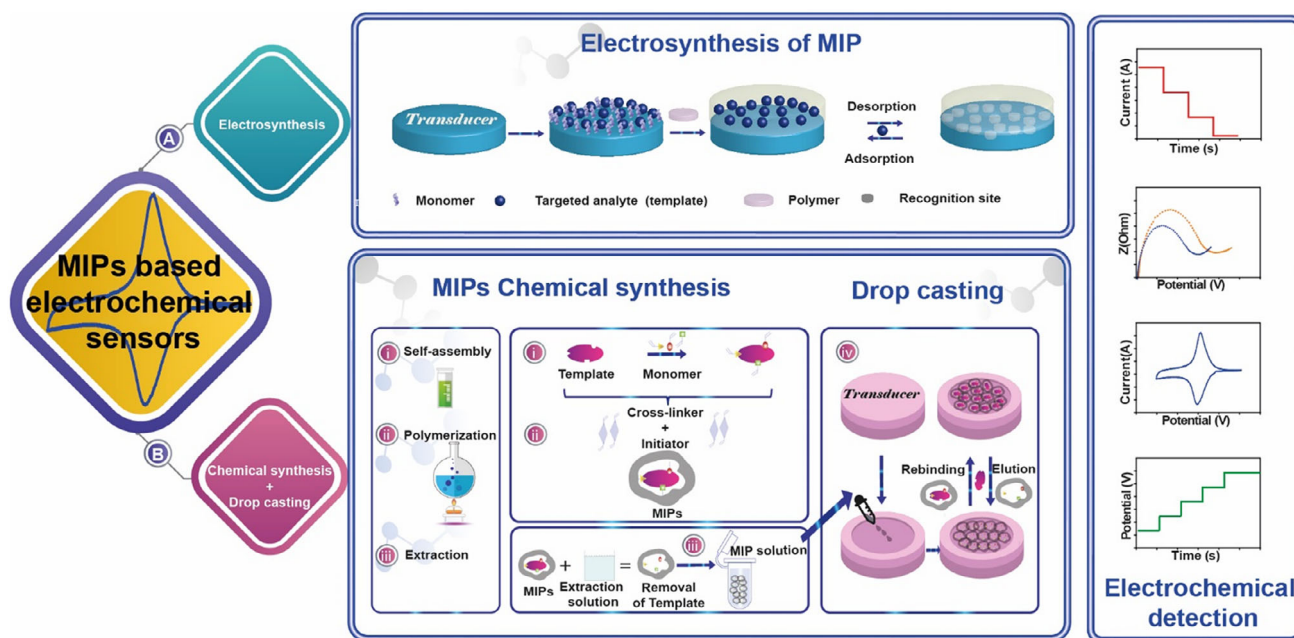 A
Electrosynthesis
MIPs based
electrochemical
sensors
B
Chemical synthesis
+
Drop casting
Electrosynthesis of MIP
Transducer
Desorption
Adsorption
Monomer
Targeted analyte (template)
Polymer
Recognition site
MIPs Chemical synthesis
i
Self-assembly
ii
Polymerization
iii
Extraction
i
Template
Monomer
ii
Cross-linker
+
Initiator
MIPs
iii
MIPs
+
Extraction
solution
=
Removal
of Template
MIP solution
Drop casting
iv
Transducer
Rebinding
Elution
Current (A)
Time (s)
Z(Ohm)
Potential (V)
Current(A)
Potential (V)
Potential (V)
Time (s)
Electrochemical
detection